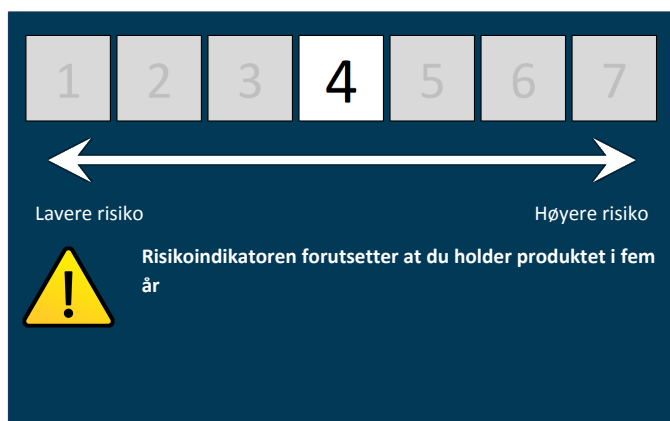 1 2 3 4 5 6 7
Lavere risiko Høyere risiko
Risikoindikatoren forutsetter at du holder produktet i fem
år